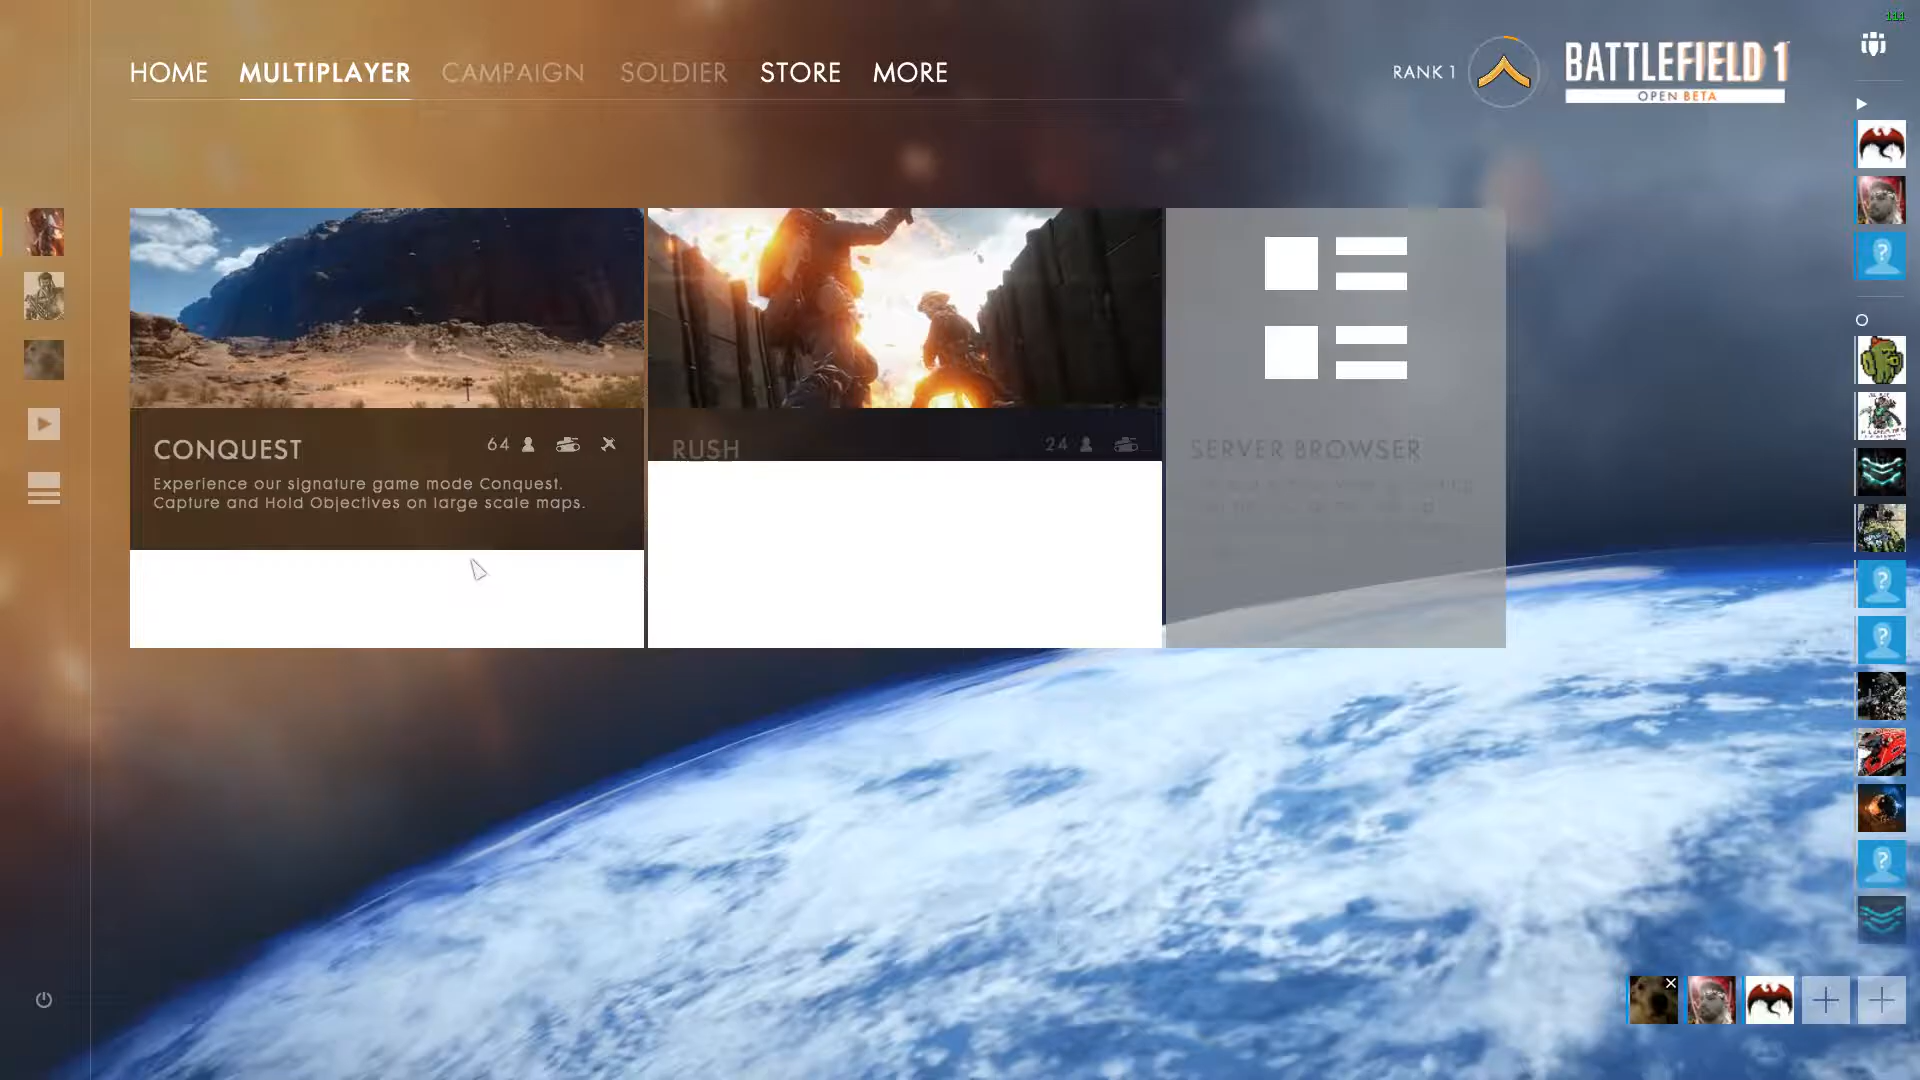 111
HOME MULTIPLAYER CAMPAIGN SOLDIER STORE MORE
RANK 1
BATTLEFIELD 1
OPEN BETA
CONQUEST 64
Experience our signature game mode Conquest.
Capture and Hold Objectives on large scale maps.
RUSH 24
SERVER BROWSER